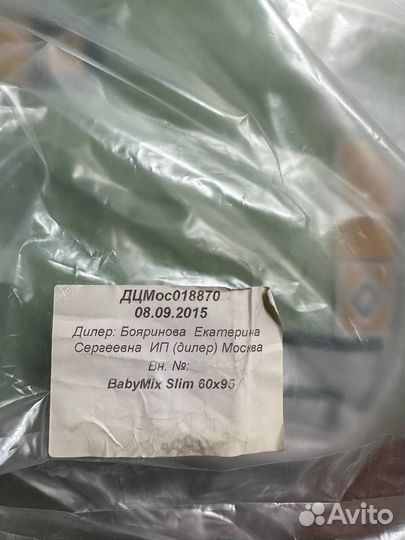 ДЦМос018870
08.09.2015
Дилер: Бояринова Екатерина
Сергеевна ИП (дилер) Москва
Вн. №:
BabyMix Slim 60x95
Avito